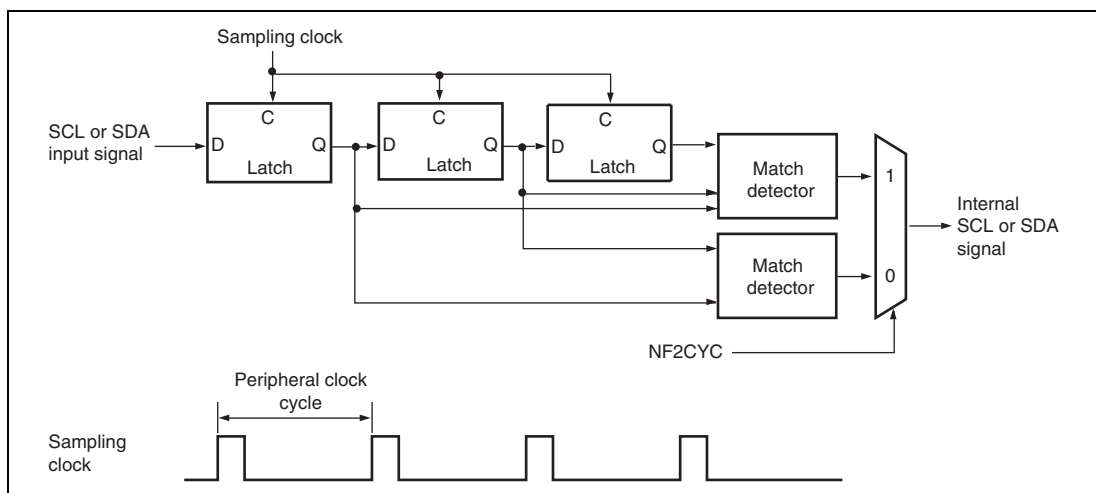 Sampling clock
SCL or SDA
input signal
D
C
Q
Latch
D
C
Q
Latch
D
C
Q
Latch
Match
detector
1
Internal
SCL or SDA
signal
Match
detector
0
NF2CYC
Peripheral clock
cycle
Sampling
clock